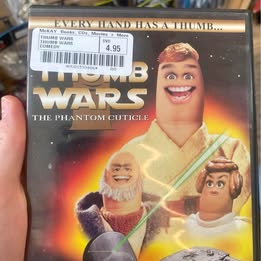 EVERY HAND HAS A THUMB...
McKAY Books, CDs, Movies & More
THUMB WARS
THUMB WARS
COMEDY
DVD
4.95
THUMB
WARS
THE PHANTOM CUTICLE